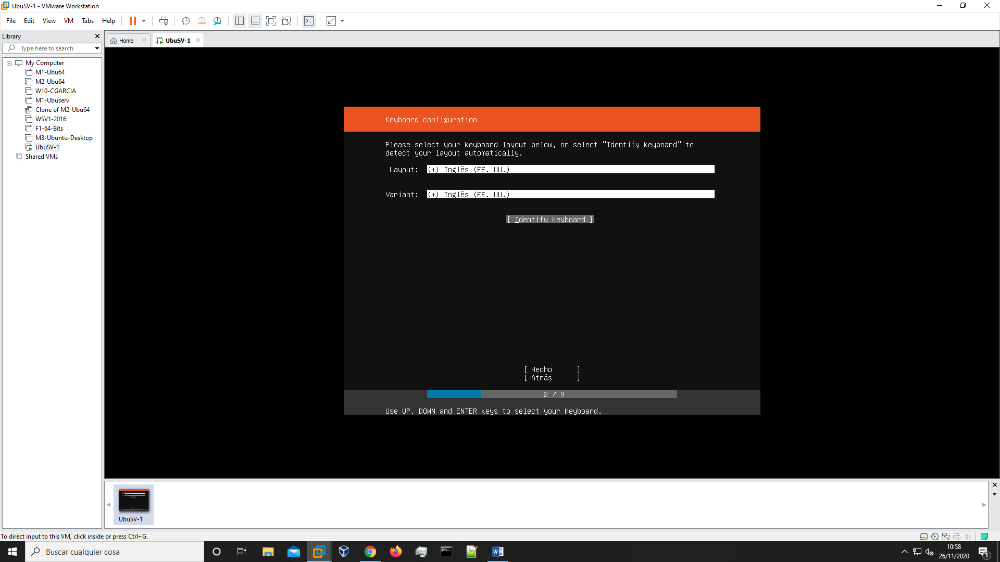 UbuSV-1 - VMware Workstation
File Edit View VM Tabs Help
Library
Home
UbuSV-1
Type here to search
My Computer
M1-Ubu64
M2-Ubu64
W10-CGARCIA
M1-Ubuserv
Clone of M2-Ubu64
WSV1-2016
F1-64-Bits
M3-Ubuntu-Desktop
UbuSV-1
Shared VMs
Keyboard configuration
Please select your keyboard layout below, or select "Identify keyboard" to
detect your layout automatically.
Layout: (+) Inglés (EE. UU.)
Variant: (+) Inglés (EE. UU.)
[ Identify keyboard ]
[ Hecho ]
[ Atrás ]
2 / 9
Use UP, DOWN and ENTER keys to select your keyboard.
UbuSV-1
To direct input to this VM, click inside or press Ctrl+G.
Buscar cualquier cosa
10:58
26/11/2020
1